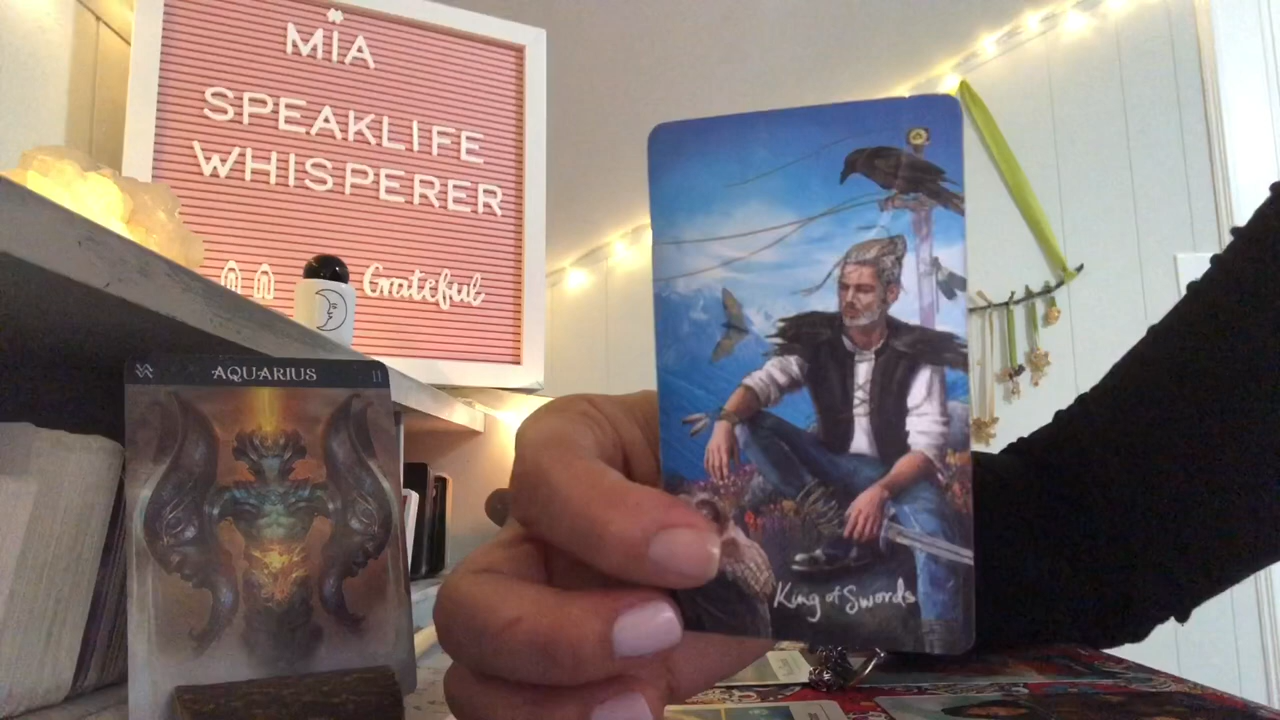 MiA
SPEAKLIFE
WHISPERER
Grateful
AQUARIUS 11
King of Swords